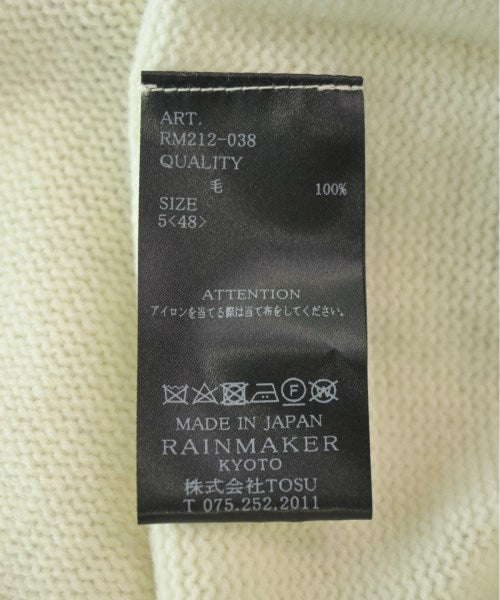 ART.
RM212-038
QUALITY
毛 100%
SIZE
5<48>
ATTENTION
アイロンを当てる際は当て布をしてください。
MADE IN JAPAN
RAINMAKER
KYOTO
株式会社TOSU
T 075.252.2011